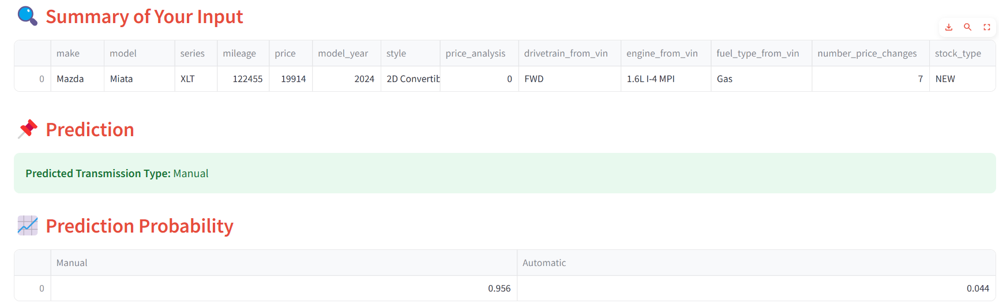 Summary of Your Input
make model series mileage price model_year style price_analysis drivetrain_from_vin engine_from_vin fuel_type_from_vin number_price_changes stock_type
0 Mazda Miata XLT 122455 19914 2024 2D Convertib 0 FWD 1.6L I-4 MPI Gas 7 NEW
Prediction
Predicted Transmission Type: Manual
Prediction Probability
Manual Automatic
0 0.956 0.044